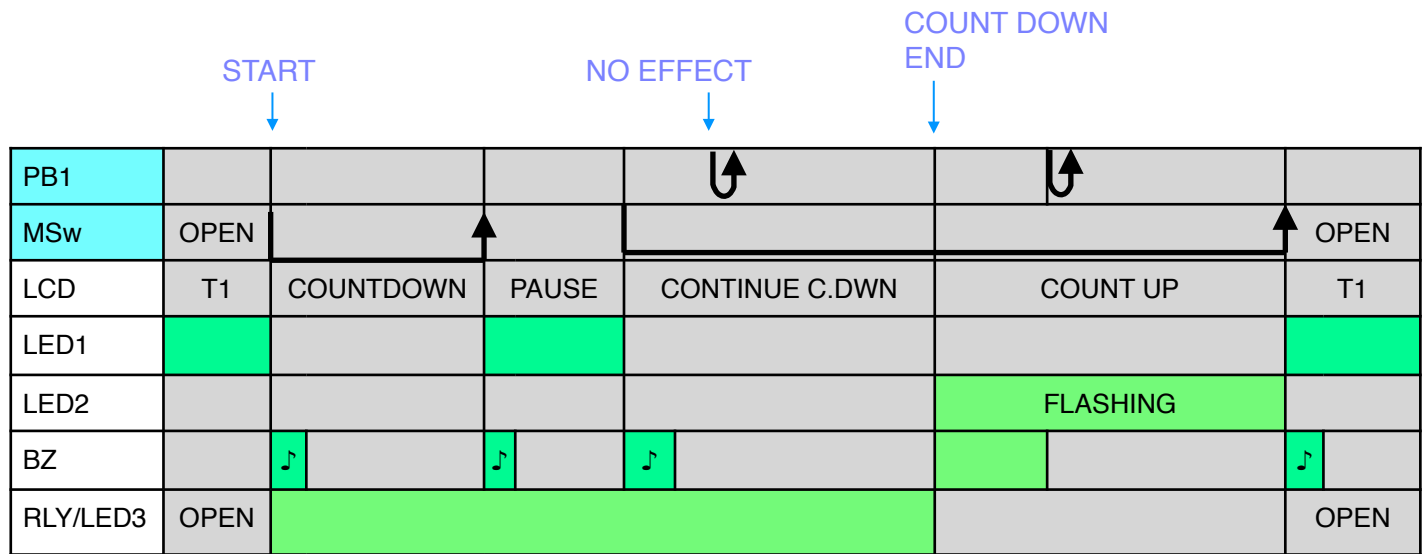 COUNT DOWN
END
START
NO EFFECT
PB1
MSw OPEN OPEN
LCD T1 COUNTDOWN PAUSE CONTINUE C.DWN COUNT UP T1
LED1
LED2 FLASHING
BZ ♪ ♪ ♪ ♪
RLY/LED3 OPEN OPEN